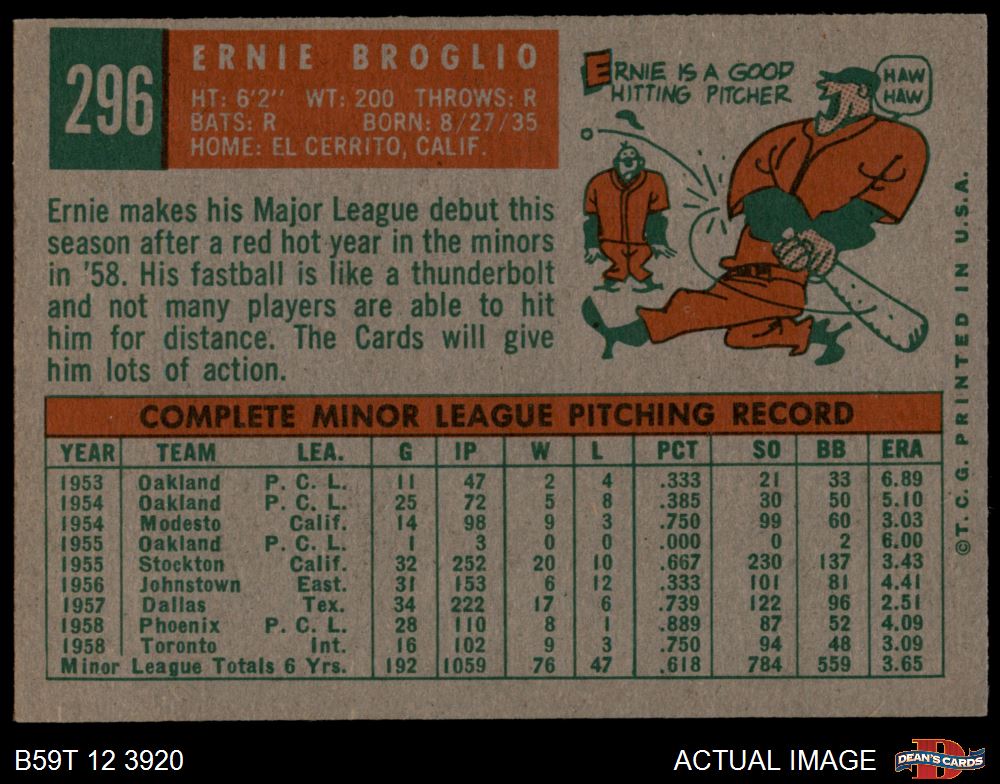 296
ERNIE BROGLIO
HT: 6'2" WT: 200 THROWS: R
BATS: R BORN: 8/27/35
HOME: EL CERRITO, CALIF.
ERNIE IS A GOOD
HITTING PITCHER
HAW
HAW
Ernie makes his Major League debut this
season after a red hot year in the minors
in '58. His fastball is like a thunderbolt
and not many players are able to hit
him for distance. The Cards will give
him lots of action.
COMPLETE MINOR LEAGUE PITCHING RECORD
YEAR TEAM LEA. G IP W L PCT SO BB ERA
1953 Oakland P. C. L. 11 47 2 4 .333 21 33 6.89
1954 Oakland P. C. L. 25 72 5 8 .385 30 50 5.10
1954 Modesto Calif. 14 98 9 3 .750 99 60 3.03
1955 Oakland P. C. L. 1 3 0 0 .000 0 2 6.00
1955 Stockton Calif. 32 252 20 10 .667 230 137 3.43
1956 Johnstown East. 31 153 6 12 .333 101 81 4.41
1957 Dallas Tex. 34 222 17 6 .739 122 96 2.51
1958 Phoenix P. C. L. 28 110 8 1 .889 87 52 4.09
1958 Toronto Int. 16 102 9 3 .750 94 48 3.09
Minor League Totals 6 Yrs. 192 1059 76 47 .618 784 559 3.65
©T. C. G. PRINTED IN U.S.A.
B59T 12 3920
ACTUAL IMAGE
DEAN'S CARDS